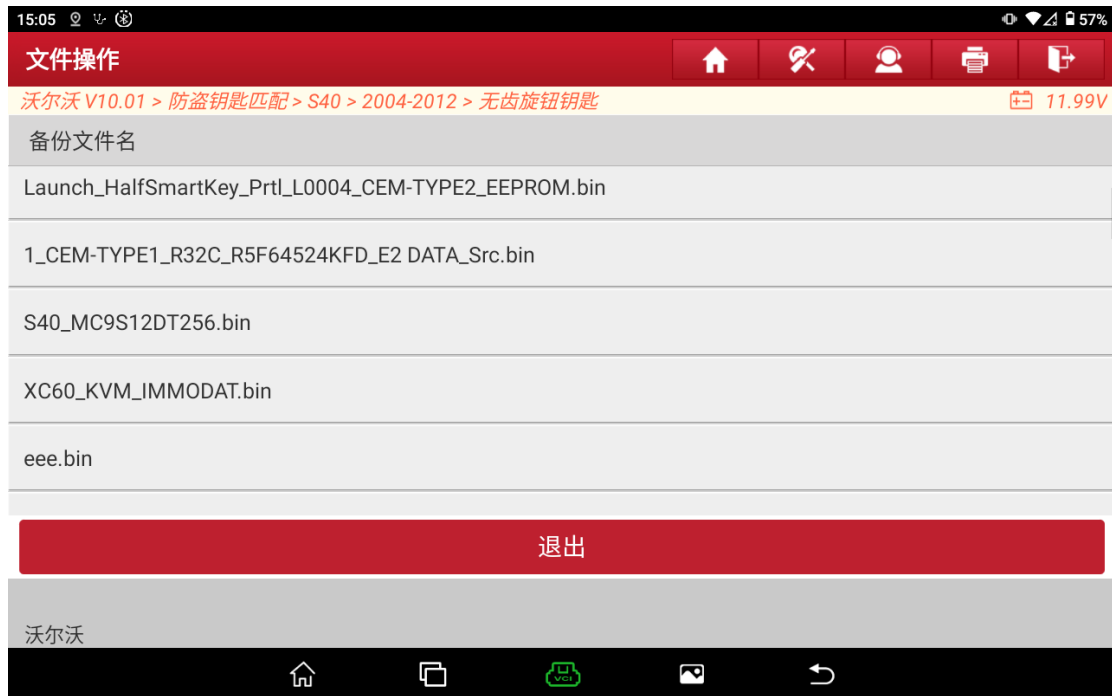 15:05 57%
文件操作
沃尔沃 V10.01 > 防盗钥匙匹配 > S40 > 2004-2012 > 无齿旋钮钥匙 11.99V
备份文件名
Launch_HalfSmartKey_Prtl_L0004_CEM-TYPE2_EEPROM.bin
1_CEM-TYPE1_R32C_R5F64524KFD_E2 DATA_Src.bin
S40_MC9S12DT256.bin
XC60_KVM_IMMODAT.bin
eee.bin
退出
沃尔沃
VCI